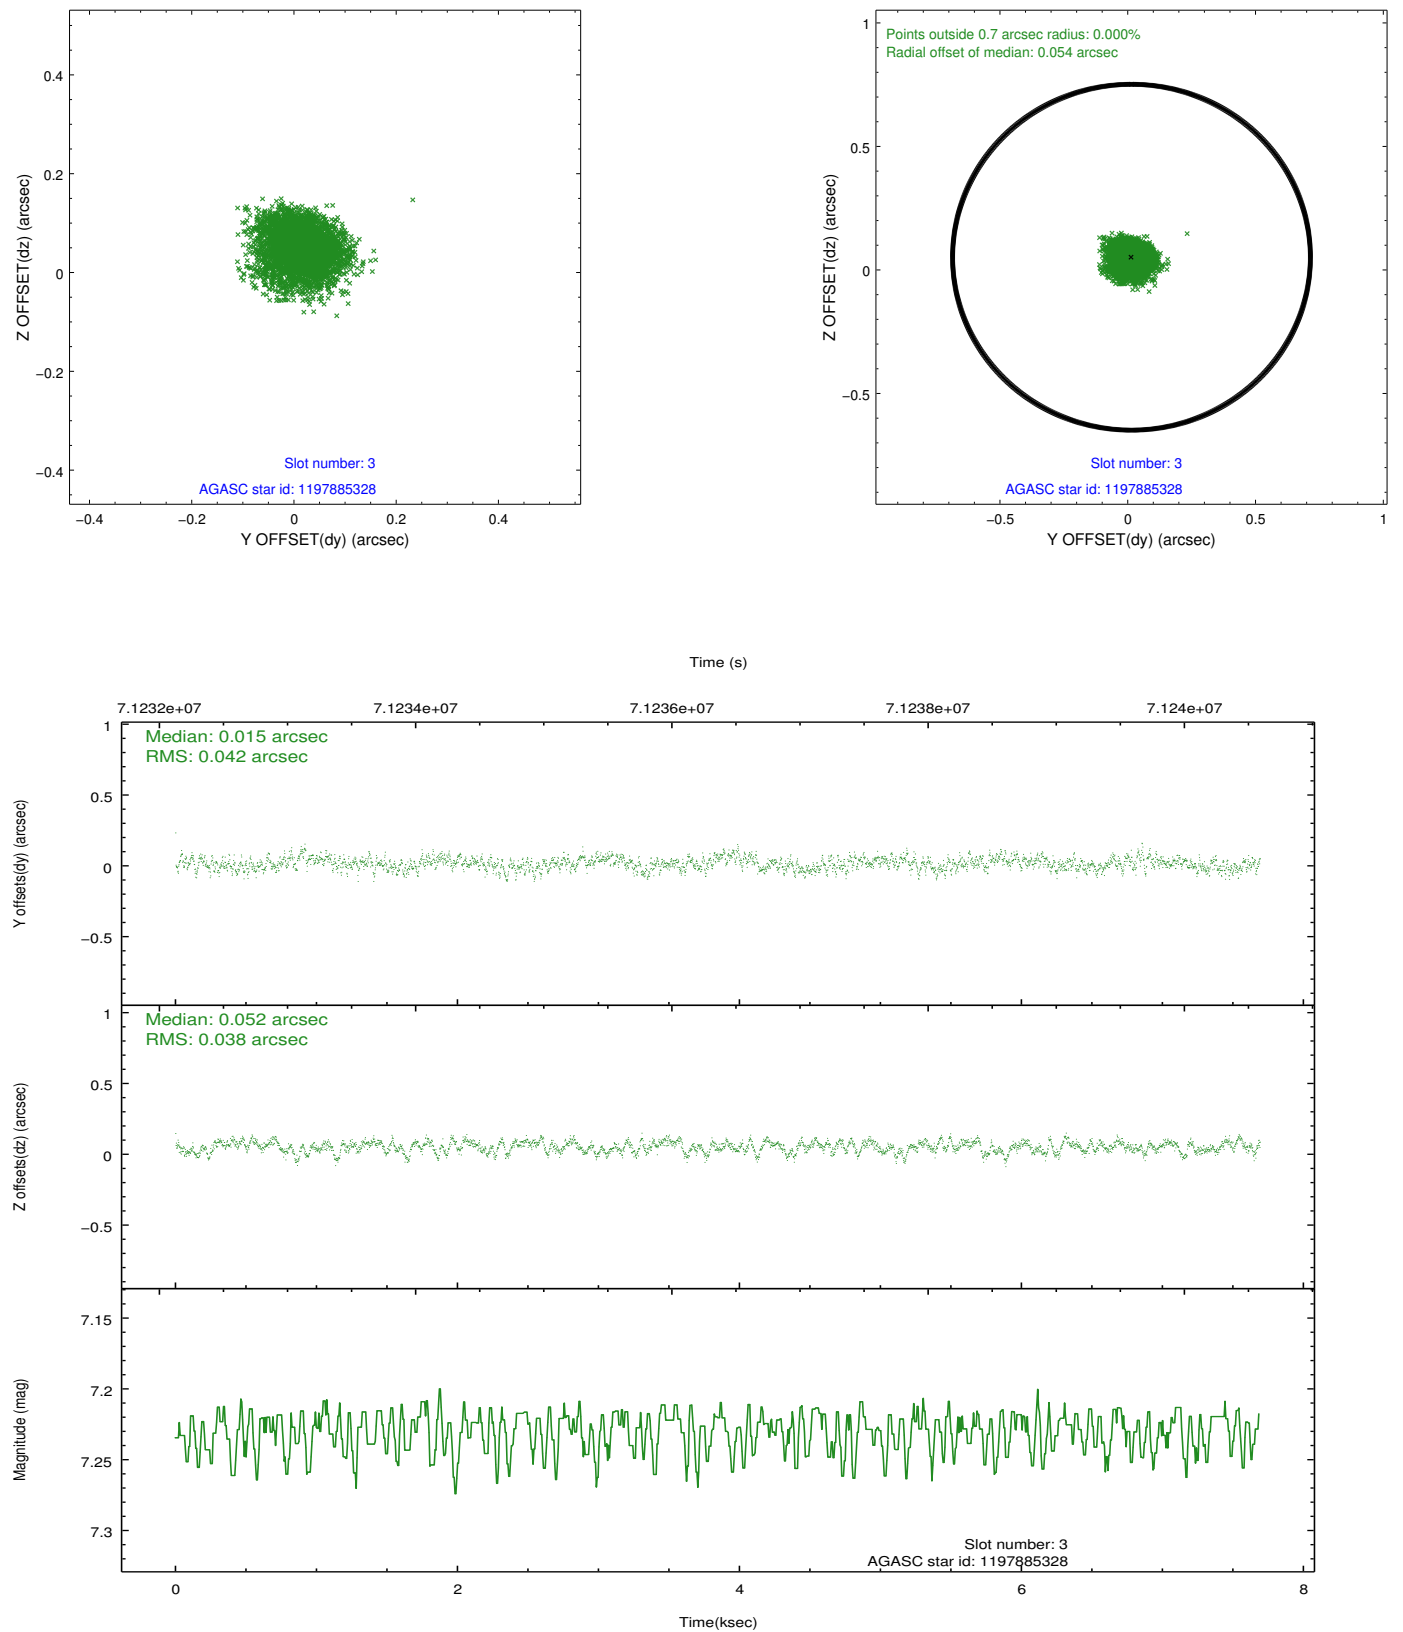 0.4
0.2
0
−0.2
−0.4
Z OFFSET(dz) (arcsec)
Slot number: 3
AGASC star id: 1197885328
−0.4 −0.2 0 0.2 0.4
Y OFFSET(dy) (arcsec)
Points outside 0.7 arcsec radius: 0.000%
Radial offset of median: 0.054 arcsec
1
0.5
0
−0.5
Z OFFSET(dz) (arcsec)
Slot number: 3
AGASC star id: 1197885328
−0.5 0 0.5 1
Y OFFSET(dy) (arcsec)
Time (s)
7.1232e+07 7.1234e+07 7.1236e+07 7.1238e+07 7.124e+07
Median: 0.015 arcsec
RMS: 0.042 arcsec
1
0.5
0
−0.5
Y offsets(dy) (arcsec)
Median: 0.052 arcsec
RMS: 0.038 arcsec
1
0.5
0
−0.5
Z offsets(dz) (arcsec)
7.15
7.2
7.25
7.3
Magnitude (mag)
Slot number: 3
AGASC star id: 1197885328
0 2 4 6 8
Time(ksec)